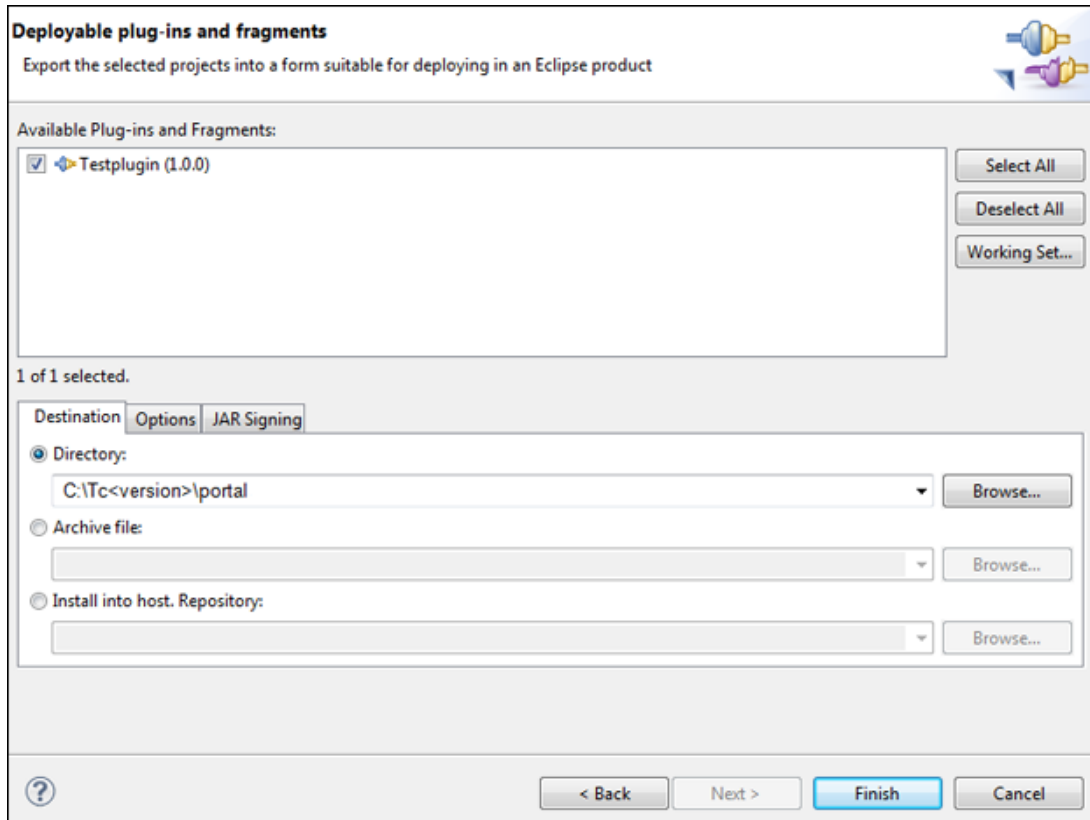 Deployable plug-ins and fragments
Export the selected projects into a form suitable for deploying in an Eclipse product
Available Plug-ins and Fragments:
Testplugin (1.0.0)
Select All
Deselect All
Working Set...
1 of 1 selected.
Destination Options JAR Signing
Directory:
C:\Tc<version>\portal Browse...
Archive file:
Browse...
Install into host. Repository:
Browse...
? < Back Next > Finish Cancel